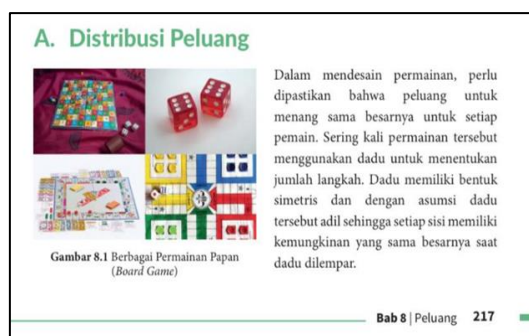 A. Distribusi Peluang
Dalam mendesain permainan, perlu
dipastikan bahwa peluang untuk
menang sama besarnya untuk setiap
pemain. Sering kali permainan tersebut
menggunakan dadu untuk menentukan
jumlah langkah. Dadu memiliki bentuk
simetris dan dengan asumsi dadu
tersebut adil sehingga setiap sisi memiliki
kemungkinan yang sama besarnya saat
dadu dilempar.
Gambar 8.1 Berbagai Permainan Papan
(Board Game)
Bab 8 | Peluang 217